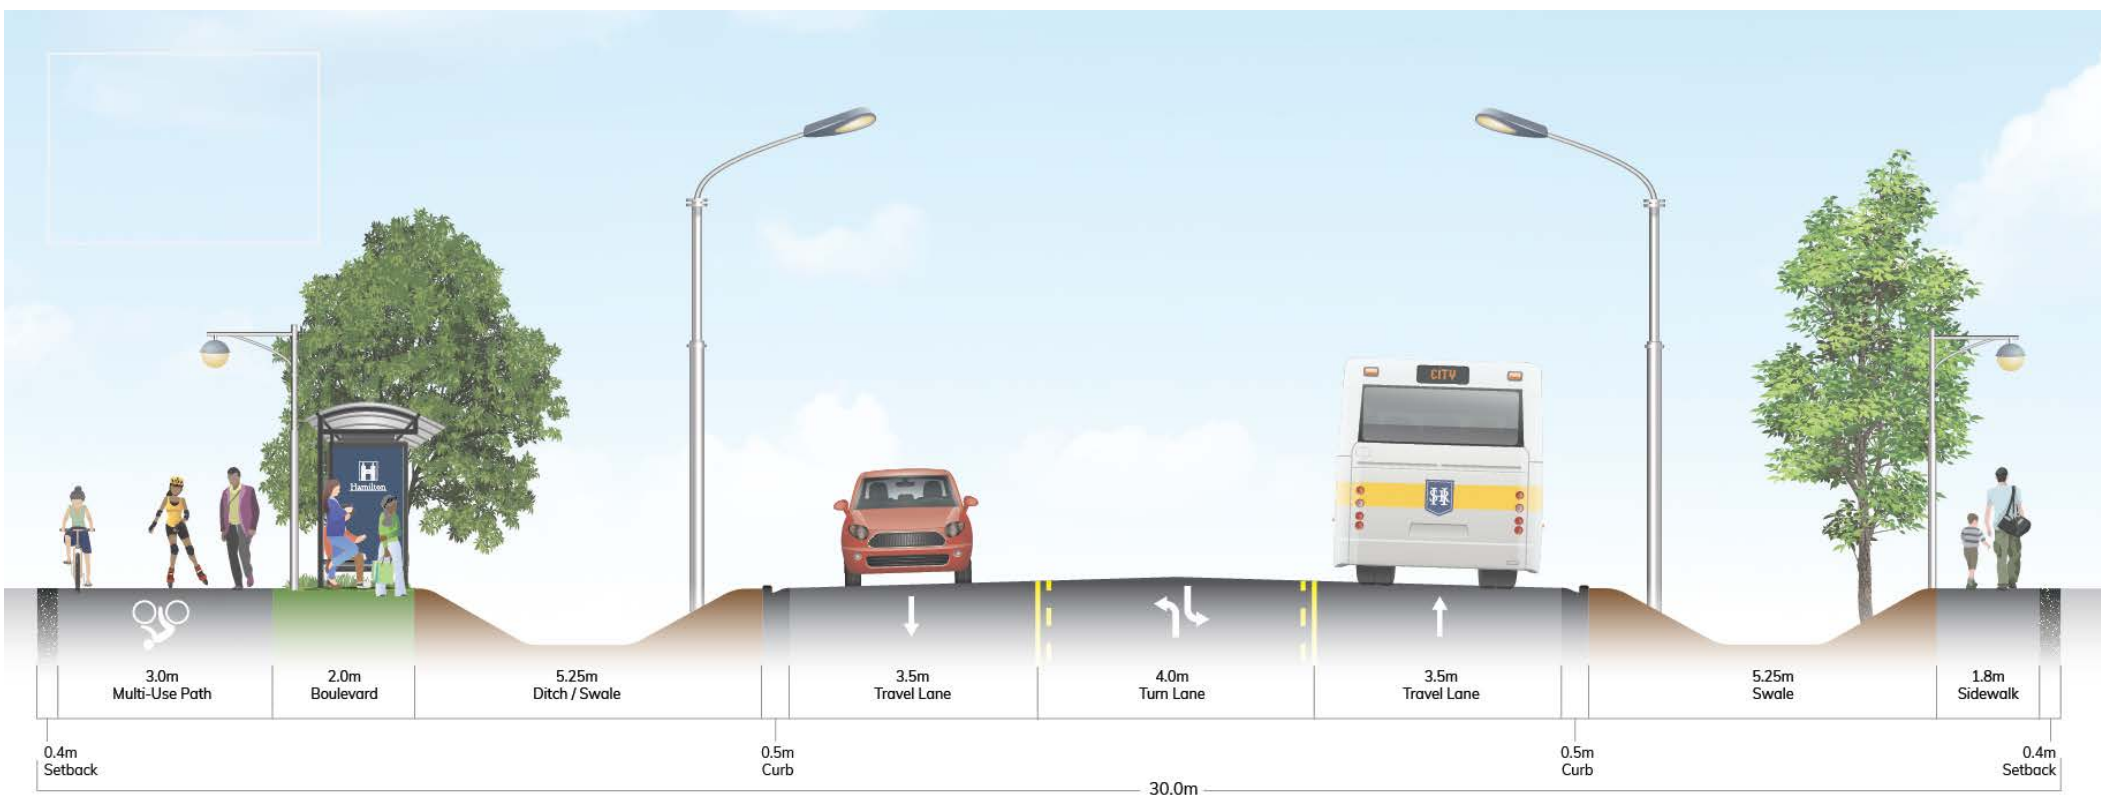 CITY
H
Hamilton
HSR
3.0m
Multi-Use Path
2.0m
Boulevard
5.25m
Ditch / Swale
3.5m
Travel Lane
4.0m
Turn Lane
3.5m
Travel Lane
5.25m
Swale
1.8m
Sidewalk
0.4m
Setback
0.5m
Curb
0.5m
Curb
0.4m
Setback
30.0m